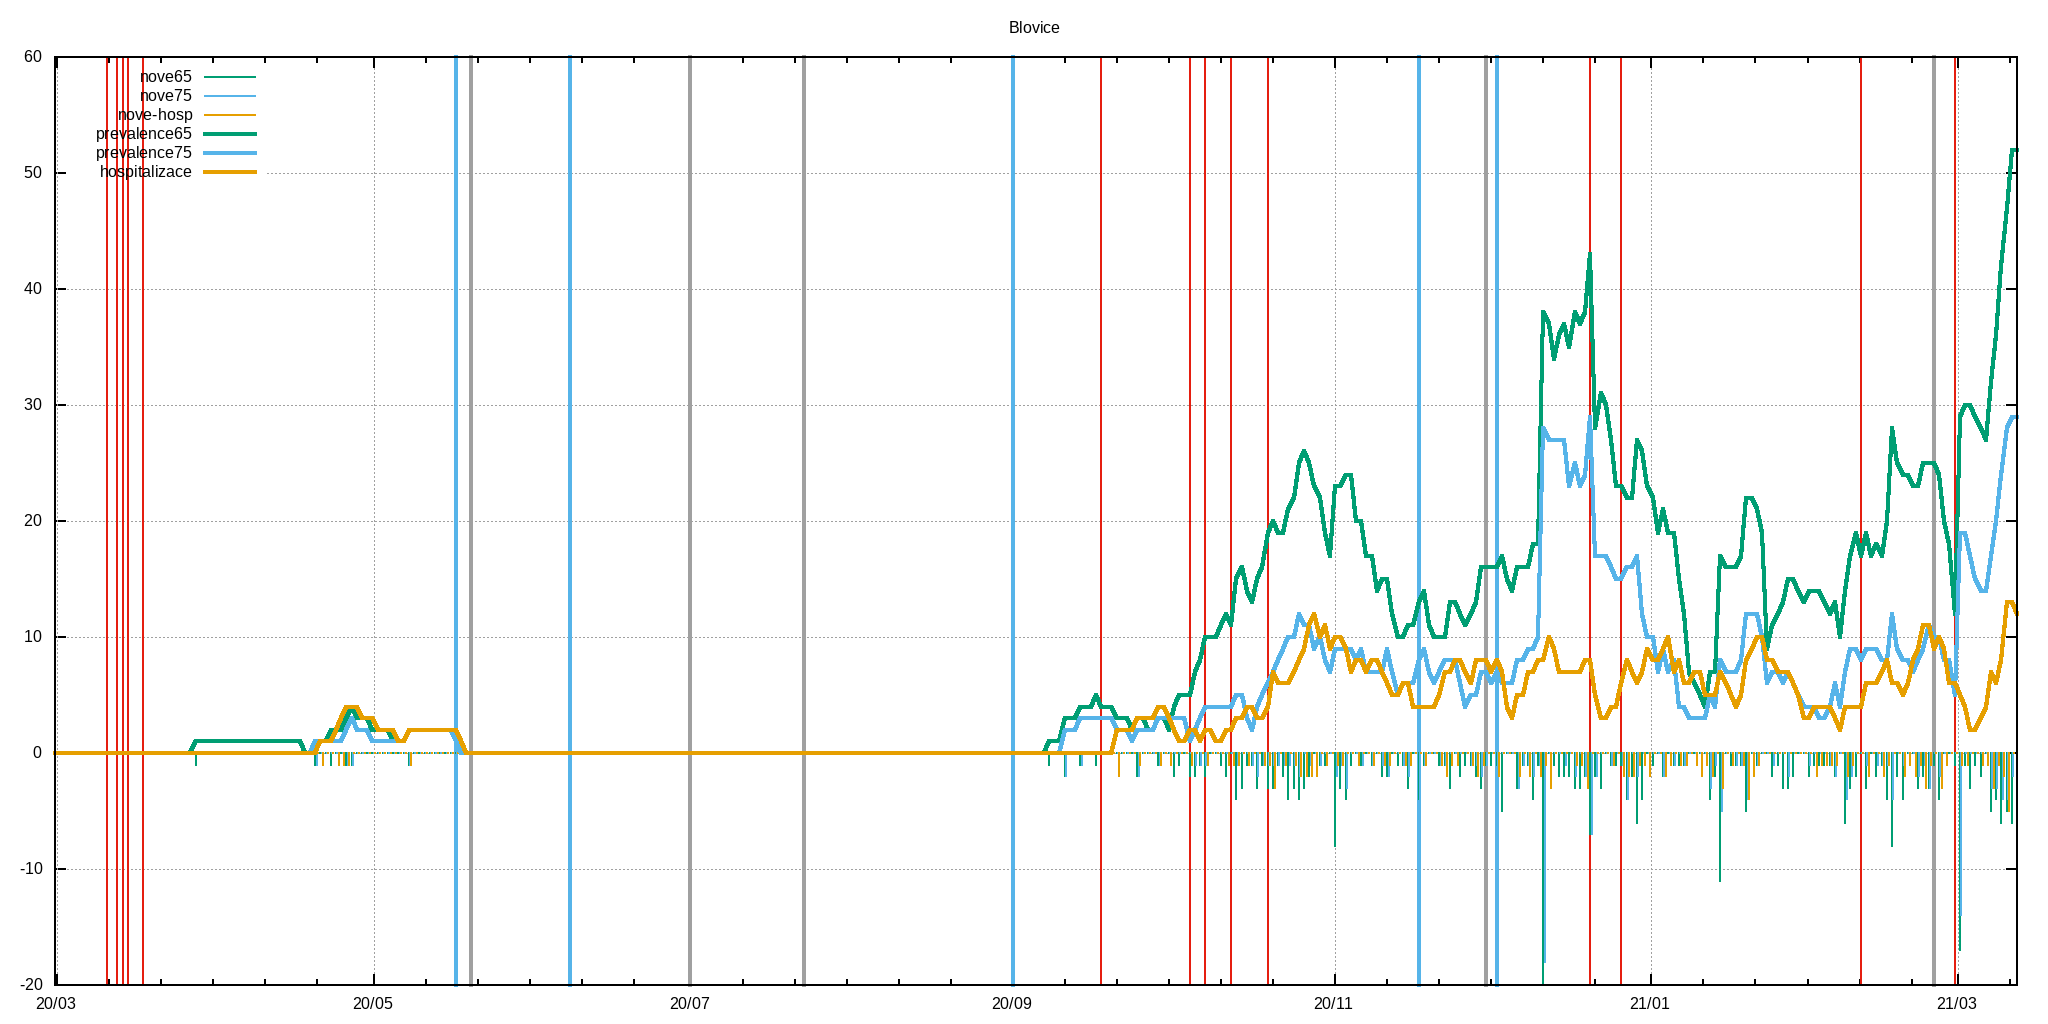 Blovice
60
50
40
30
20
10
0
-10
-20
nove65
nove75
nove-hosp
prevalence65
prevalence75
hospitalizace
20/03 20/05 20/07 20/09 20/11 21/01 21/03